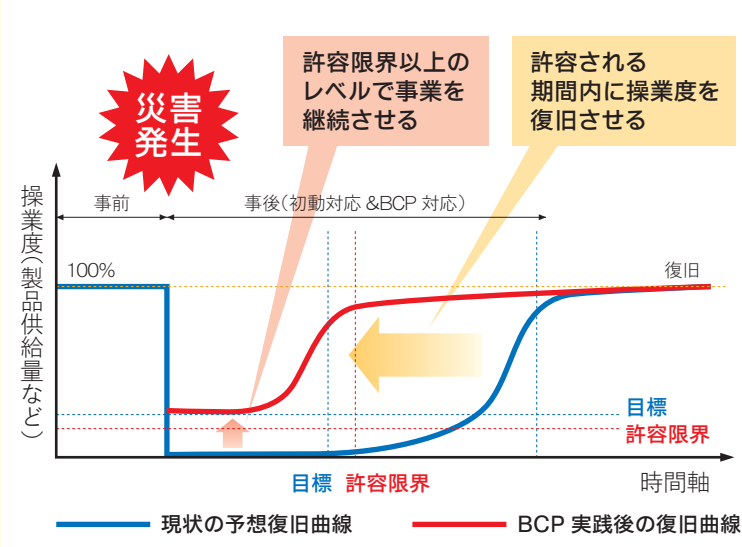 災害
発生
許容限界以上の
レベルで事業を
継続させる
許容される
期間内に操業度を
復旧させる
操業度（製品供給量など）
事前
事後（初動対応 &BCP 対応）
100%
復旧
目標
許容限界
目標 許容限界
時間軸
現状の予想復旧曲線
BCP 実践後の復旧曲線